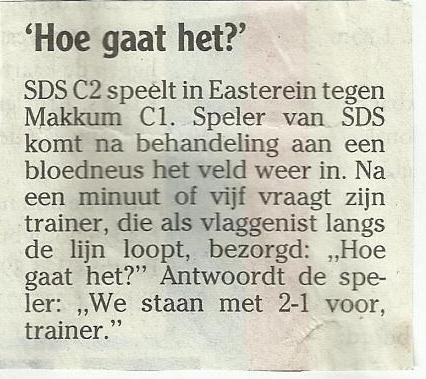 'Hoe gaat het?'
SDS C2 speelt in Easterein tegen
Makkum C1. Speler van SDS
komt na behandeling aan een
bloedneus het veld weer in. Na
een minuut of vijf vraagt zijn
trainer, die als vlaggenist langs
de lijn loopt, bezorgd: „Hoe
gaat het?” Antwoordt de spe-
ler: „We staan met 2-1 voor,
trainer.”